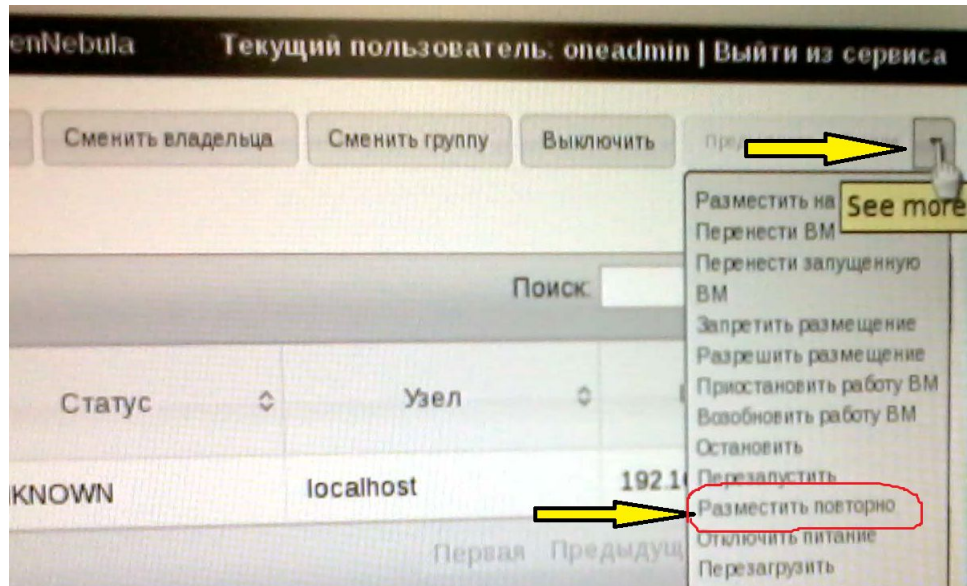 enNebula Текущий пользователь: oneadmin | Выйти из сервиса
Сменить владельца Сменить группу Выключить
Разместить на
See more
Перенести ВМ
Перенести запущенную
ВМ
Поиск:
Запретить размещение
Разрешить размещение
Приостановить работу ВМ
Возобновить работу ВМ
Статус Узел
Остановить
Перезапустить
KNOWN localhost 192.1
Разместить повторно
Отключить питание
Первая Предыдущ
Перезагрузить